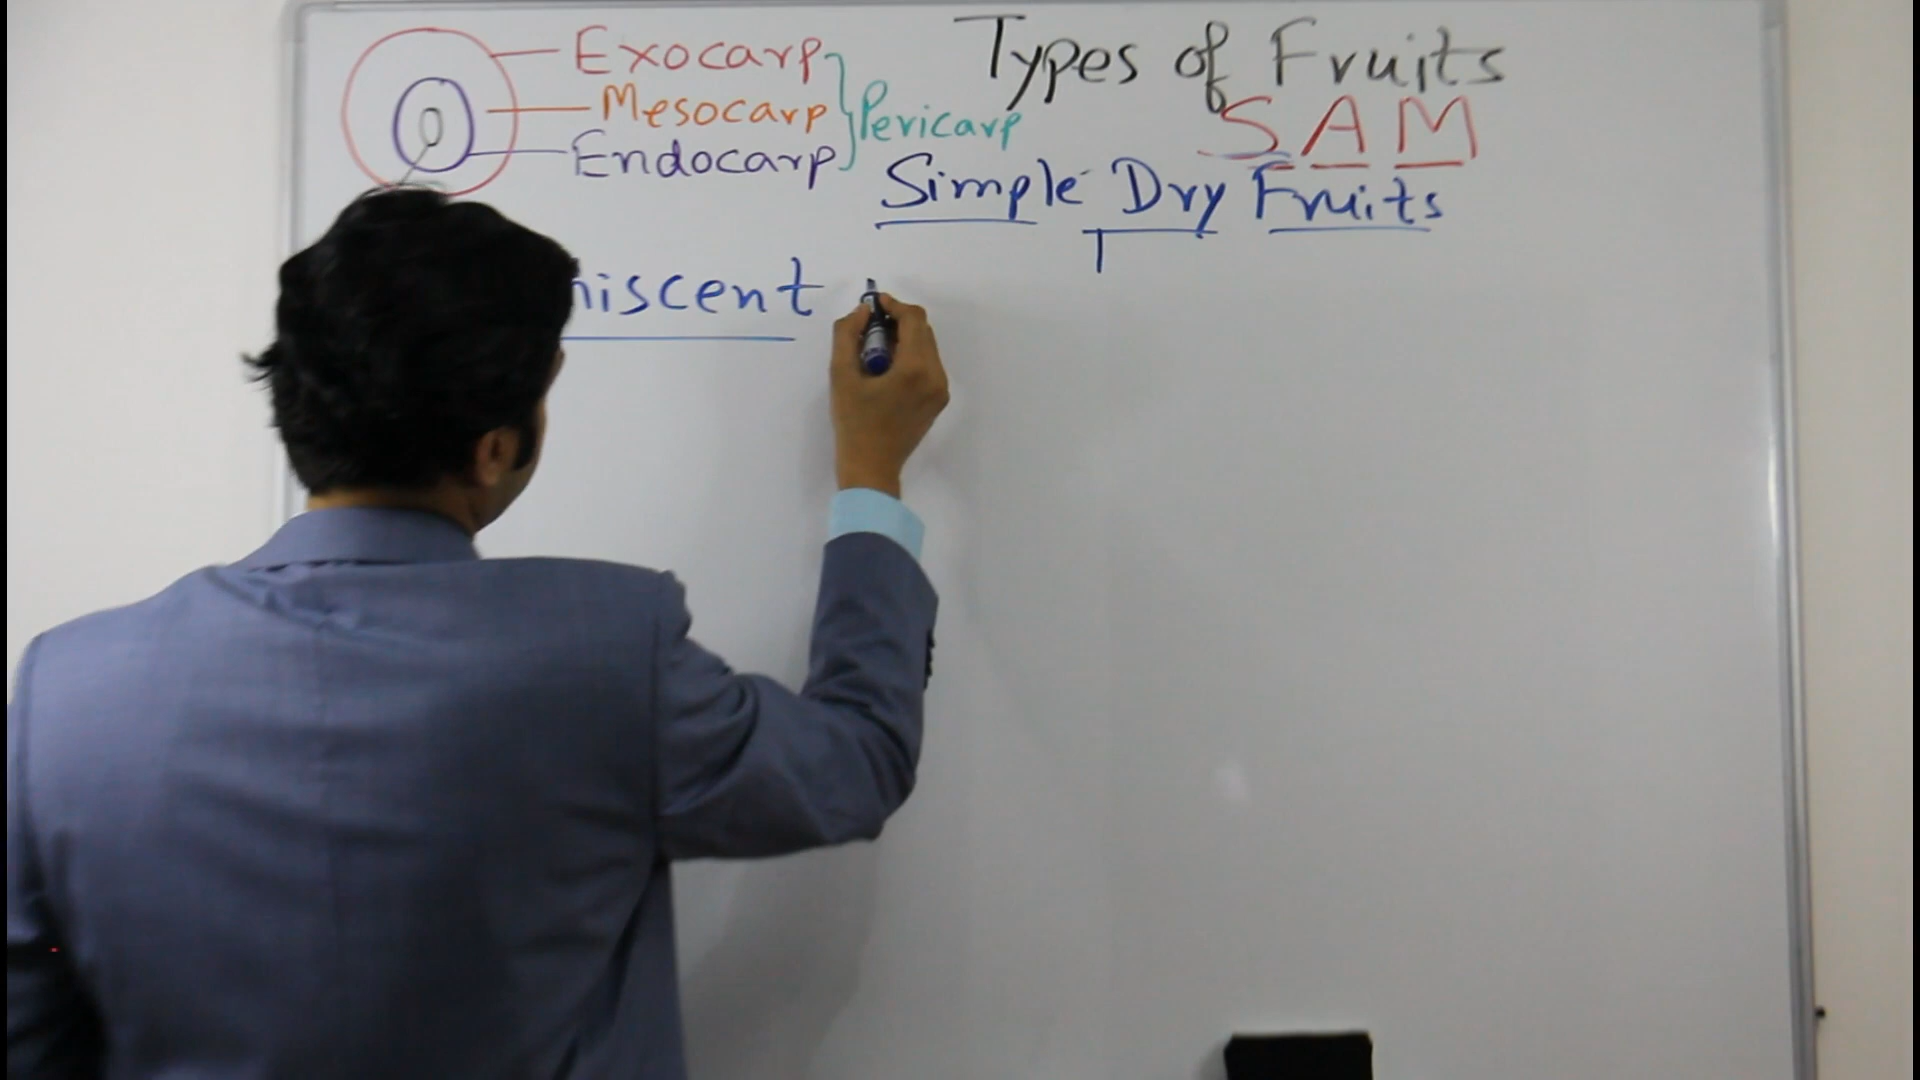 Types of Fruits
Exocarp
Mesocarp
Endocarp
Pericarp
SAM
Simple Dry Fruits
hiscent